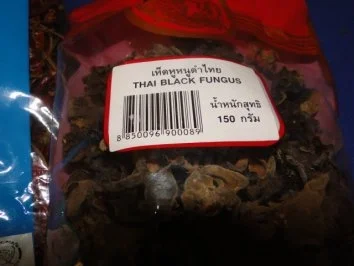 เห็ดหูหนูดำไทย
THAI BLACK FUNGUS
8 850096 900089
น้ำหนักสุทธิ
150 กรัม